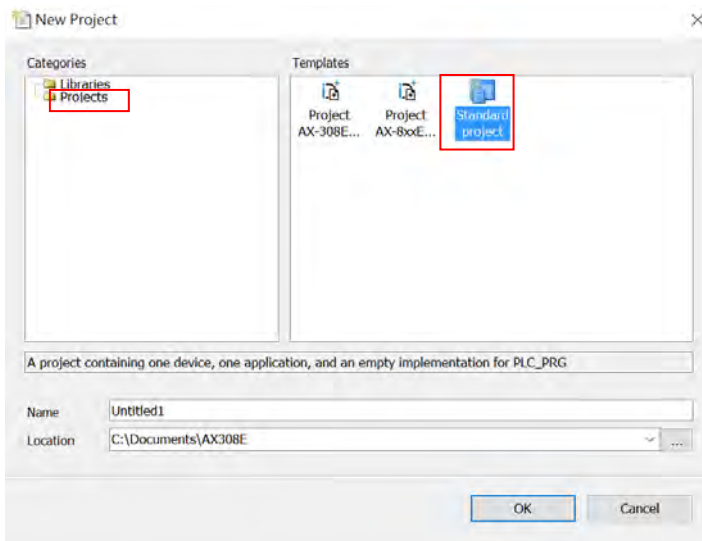 New Project
Categories
Templates
Libraries
Projects
Project
AX-308E...
Project
AX-8xxE...
Standard
project
A project containing one device, one application, and an empty implementation for PLC_PRG
Name
Untitled1
Location
C:\Documents\AX308E
...
OK
Cancel